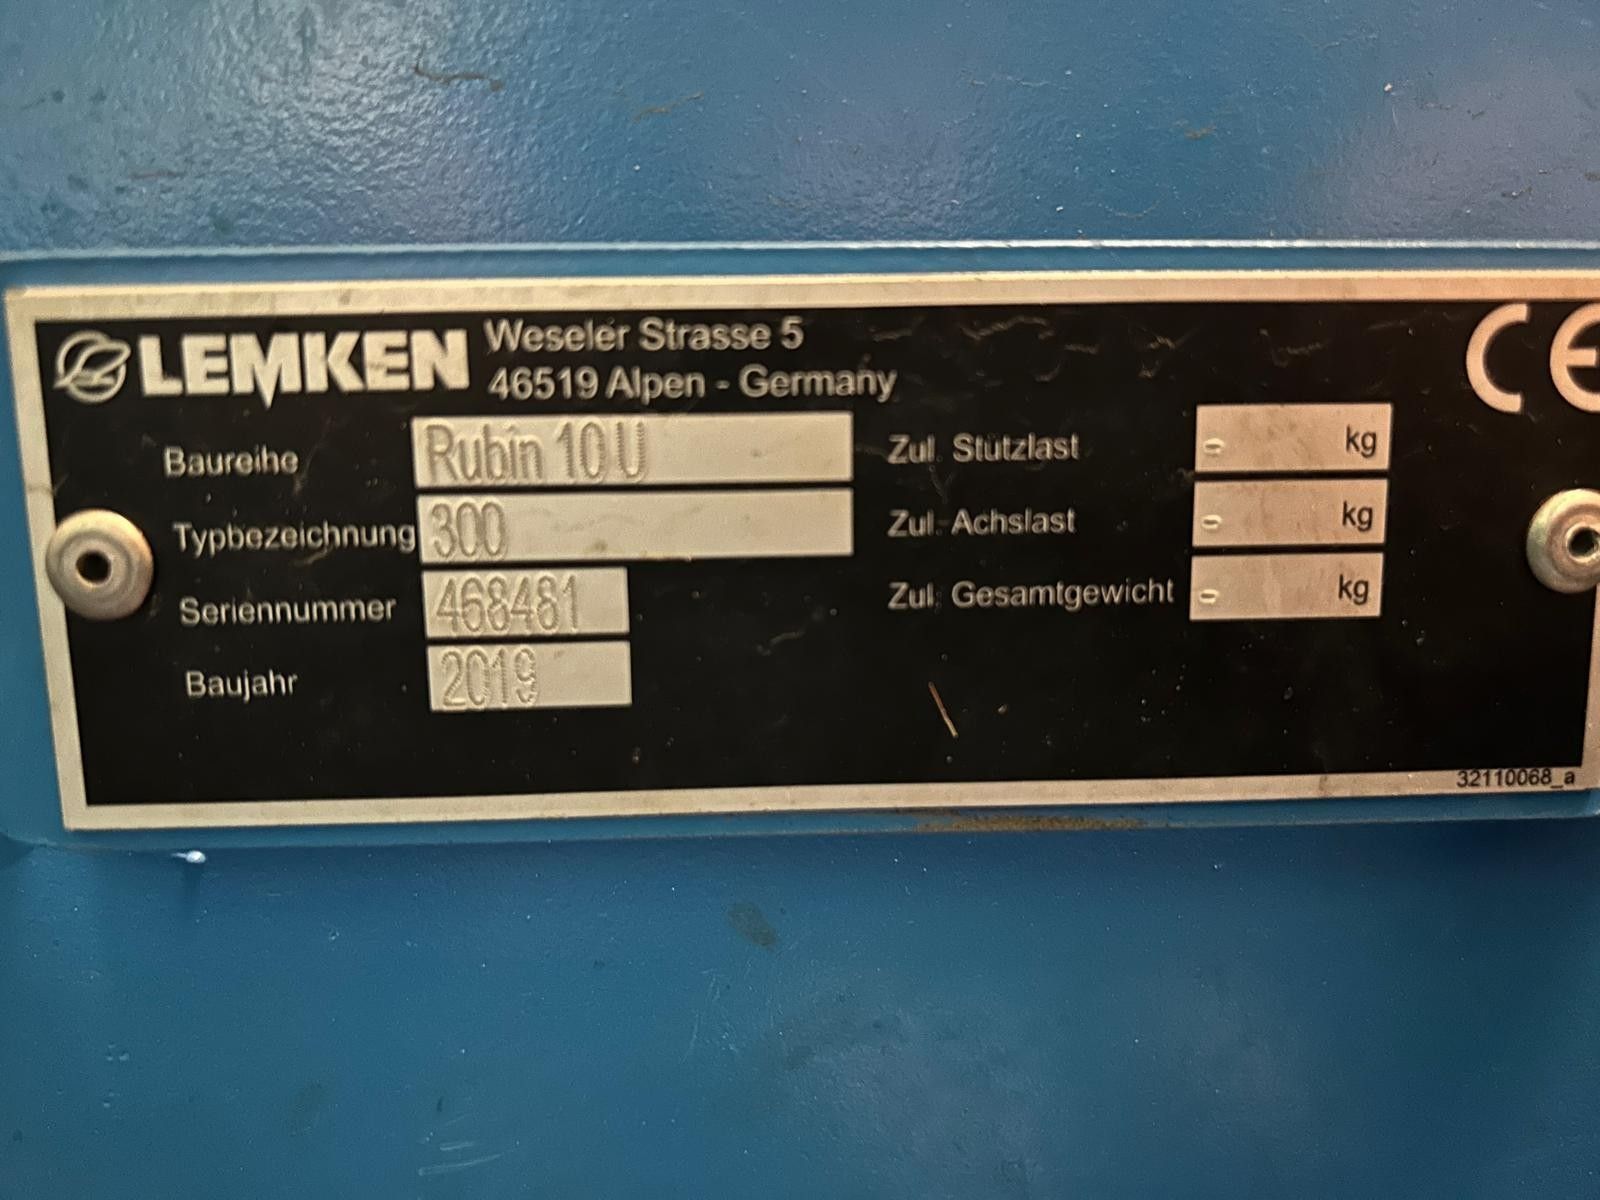 LEMKEN
Weseler Strasse 5
46519 Alpen - Germany
CE
Baureihe Rubin 10 U
Typbezeichnung 300
Seriennummer 468481
Baujahr 2019
Zul. Stützlast 0 kg
Zul. Achslast 0 kg
Zul. Gesamtgewicht 0 kg
32110068_a